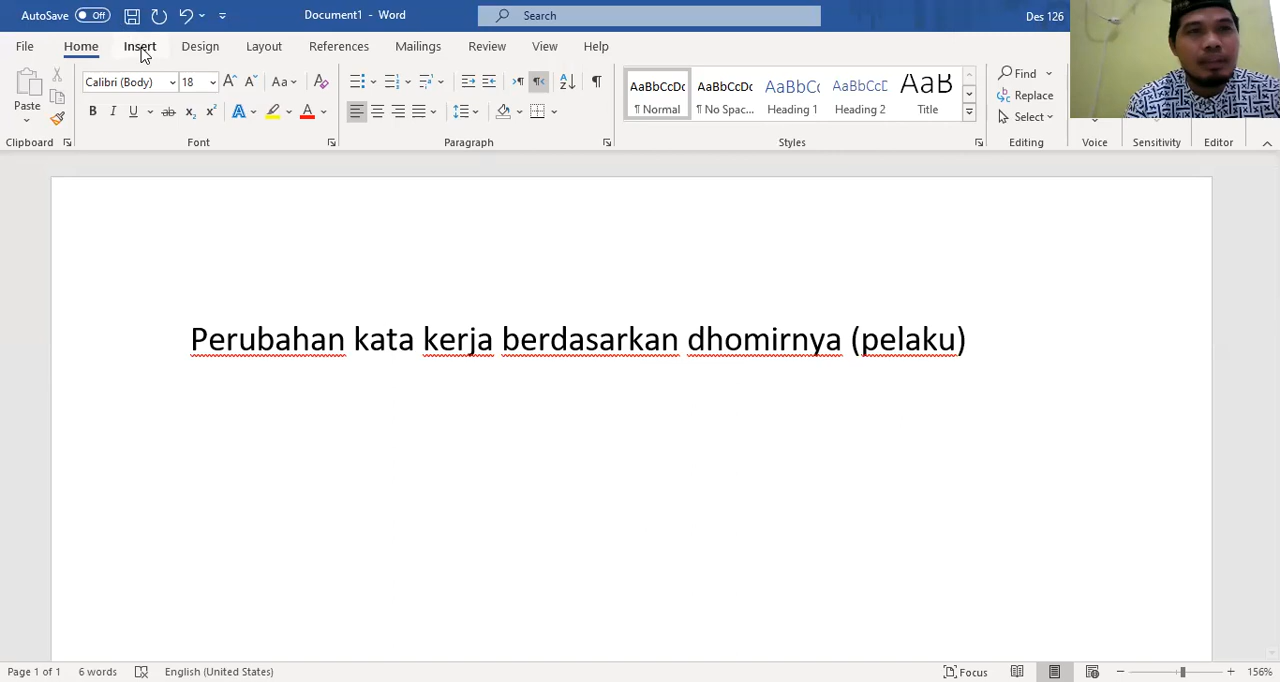 AutoSave Off Document1 - Word Search Des 126
File Home Insert Design Layout References Mailings Review View Help
Calibri (Body) 18 Aa
AaBbCcDc AaBbCcDc AaBbCc AaBbCcC AaB
Find
Paste
Replace
¶ Normal ¶ No Spac... Heading 1 Heading 2 Title
Select
Clipboard Font Paragraph Styles Editing Voice Sensitivity Editor
Perubahan kata kerja berdasarkan dhomirnya (pelaku)
Page 1 of 1 6 words English (United States) Focus 156%